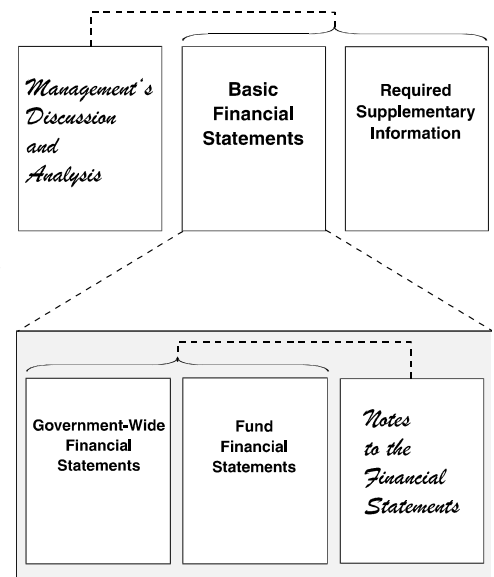 Management's
Discussion
and
Analysis
Basic
Financial
Statements
Required
Supplementary
Information
Government-Wide
Financial
Statements
Fund
Financial
Statements
Notes
to the
Financial
Statements